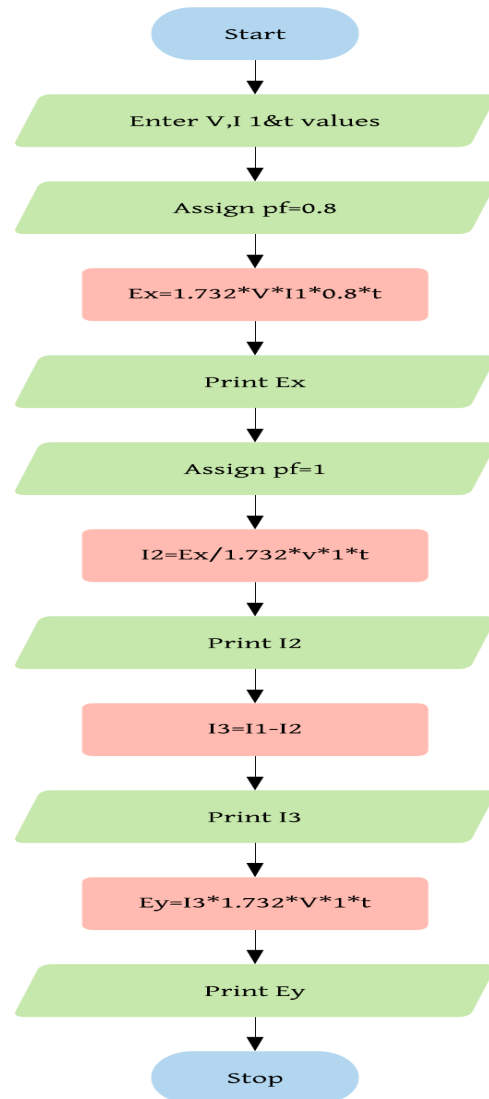 Start
Enter V,I 1&t values
Assign pf=0.8
Ex=1.732*V*I1*0.8*t
Print Ex
Assign pf=1
I2=Ex/1.732*v*1*t
Print I2
I3=I1-I2
Print I3
Ey=I3*1.732*V*1*t
Print Ey
Stop